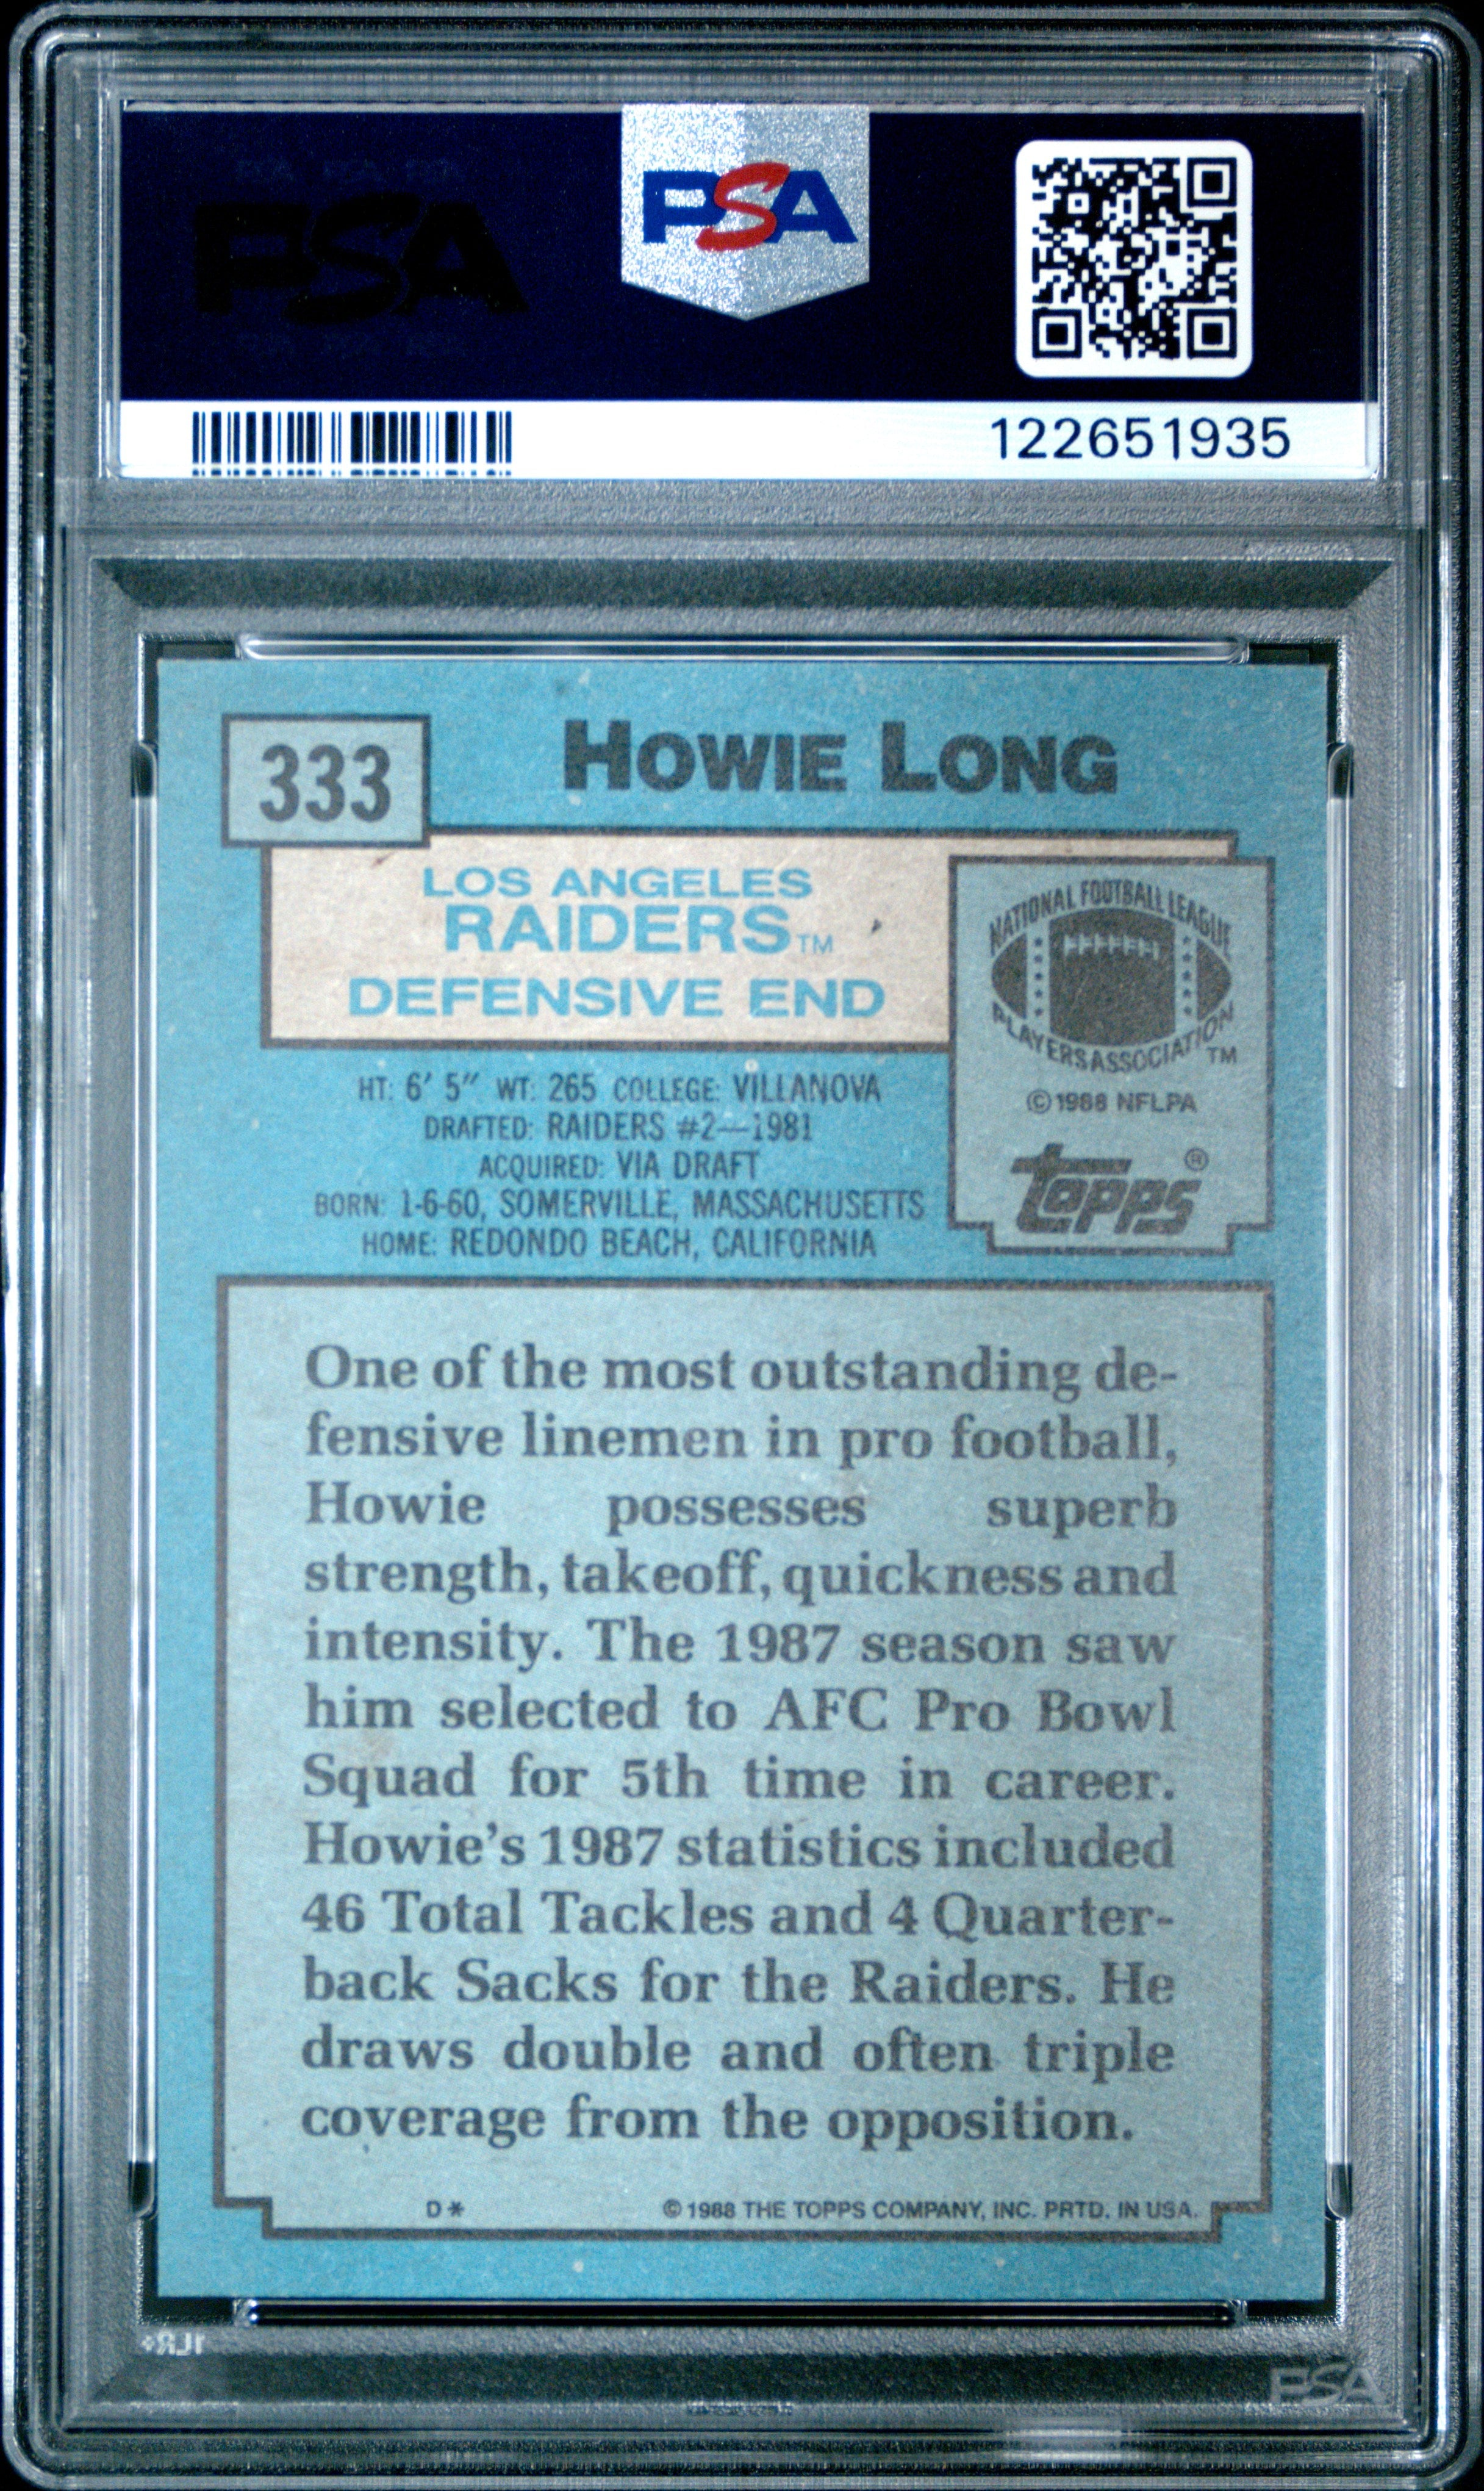 PSA
PSA
122651935
333
HOWIE LONG
LOS ANGELES
RAIDERS TM
DEFENSIVE END
NATIONAL FOOTBALL LEAGUE
PLAYERS ASSOCIATION TM
© 1988 NFLPA
topps ®
HT: 6' 5" WT: 265 COLLEGE: VILLANOVA
DRAFTED: RAIDERS #2—1981
ACQUIRED: VIA DRAFT
BORN: 1-6-60, SOMERVILLE, MASSACHUSETTS
HOME: REDONDO BEACH, CALIFORNIA
One of the most outstanding de-
fensive linemen in pro football,
Howie possesses superb
strength, takeoff, quickness and
intensity. The 1987 season saw
him selected to AFC Pro Bowl
Squad for 5th time in career.
Howie's 1987 statistics included
46 Total Tackles and 4 Quarter-
back Sacks for the Raiders. He
draws double and often triple
coverage from the opposition.
D*
© 1988 THE TOPPS COMPANY, INC. PRTD. IN USA.
PSA